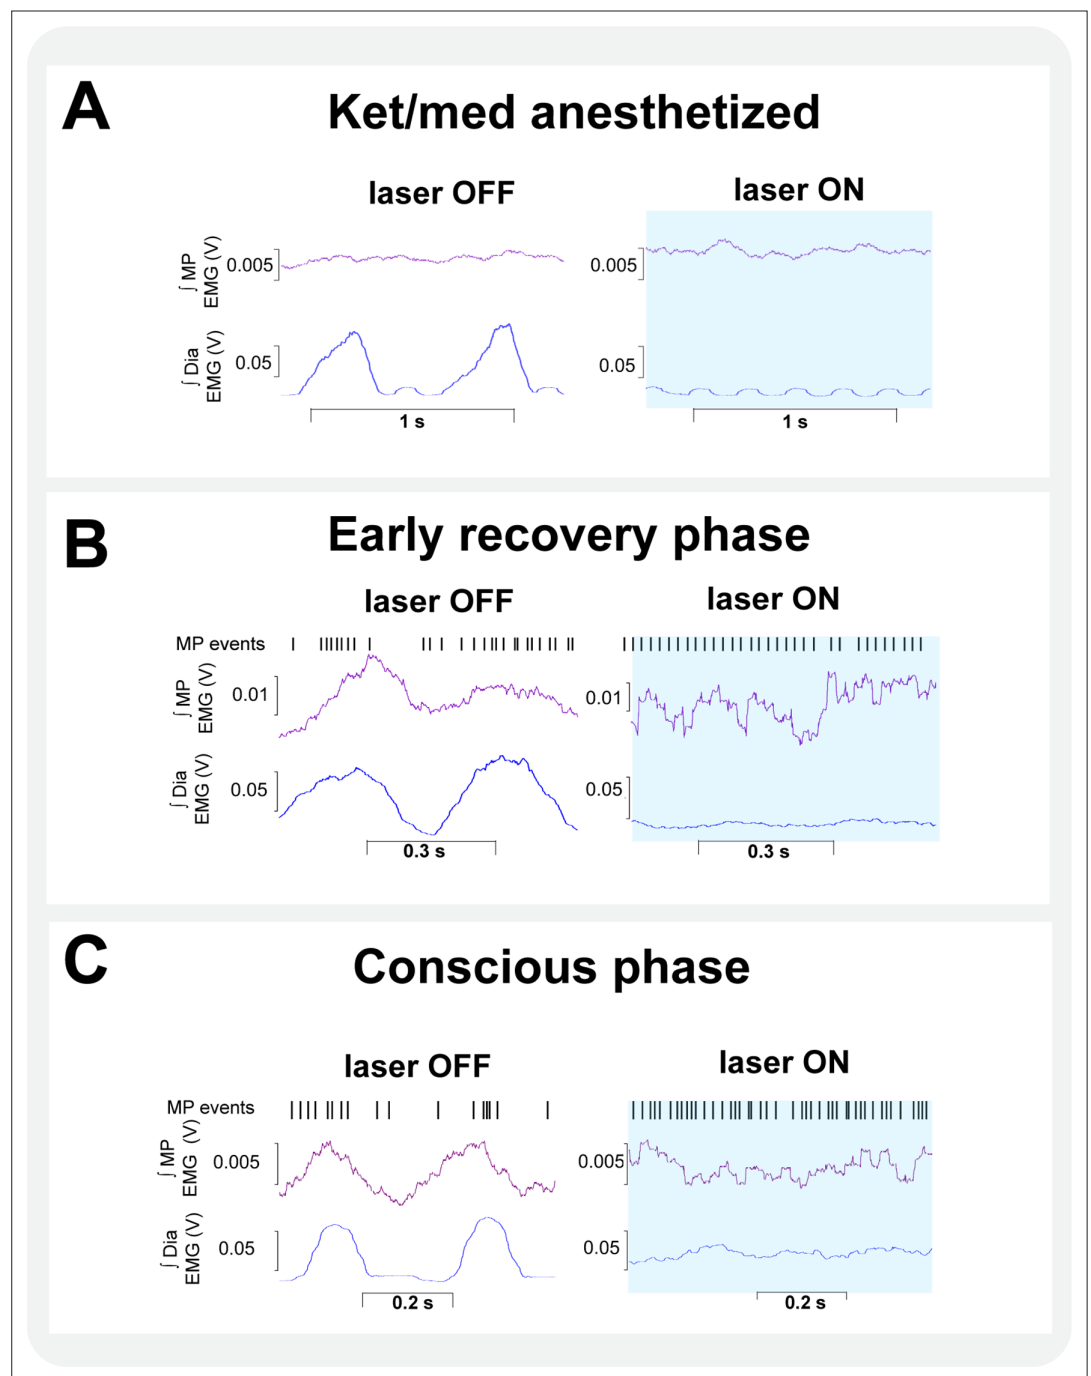 A
Ket/med anesthetized
laser OFF
laser ON
∫ MP
EMG (V)
0.005
0.005
∫ Dia
EMG (V)
0.05
0.05
1 s
1 s
B
Early recovery phase
laser OFF
laser ON
MP events
∫ MP
EMG (V)
0.01
0.01
∫ Dia
EMG (V)
0.05
0.05
0.3 s
0.3 s
C
Conscious phase
laser OFF
laser ON
MP events
∫ MP
EMG (V)
0.005
0.005
∫ Dia
EMG (V)
0.05
0.05
0.2 s
0.2 s